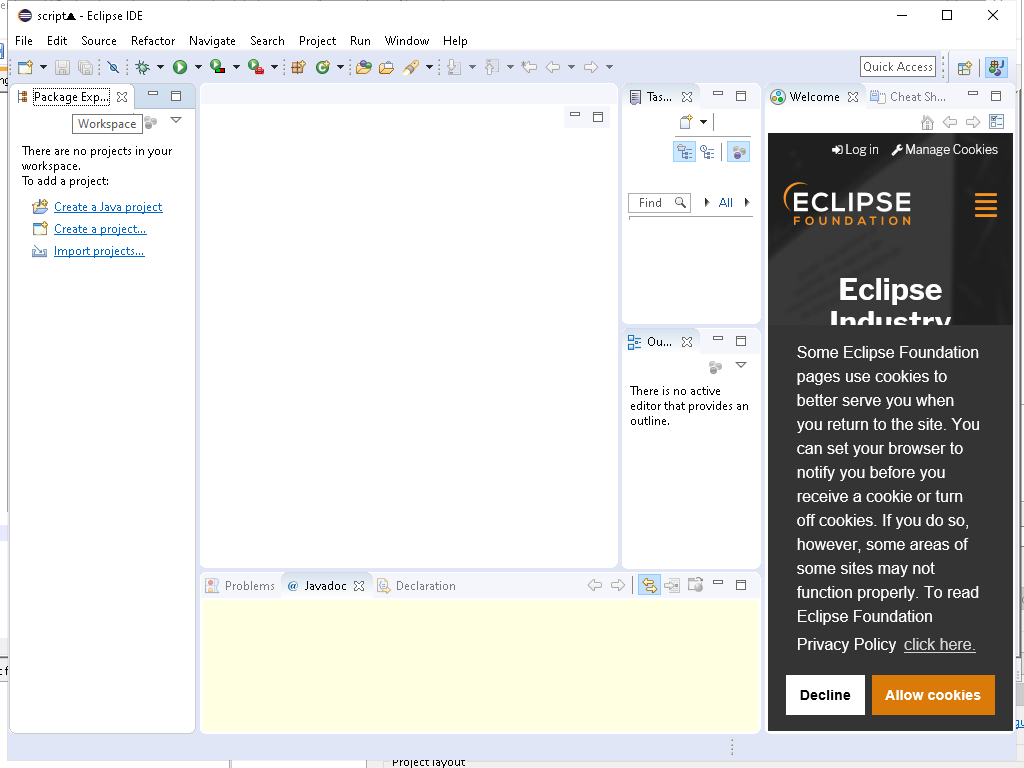 script▲ - Eclipse IDE
File Edit Source Refactor Navigate Search Project Run Window Help
Quick Access
Package Exp...
Workspace
There are no projects in your
workspace.
To add a project:
Create a Java project
Create a project...
Import projects...
Tas...
Find
All
Ou...
There is no active
editor that provides an
outline.
Problems @ Javadoc Declaration
Welcome Cheat Sh...
Log in Manage Cookies
ECLIPSE
FOUNDATION
Eclipse
Industry
Some Eclipse Foundation
pages use cookies to
better serve you when
you return to the site. You
can set your browser to
notify you before you
receive a cookie or turn
off cookies. If you do so,
however, some areas of
some sites may not
function properly. To read
Eclipse Foundation
Privacy Policy click here.
Decline Allow cookies
Project layout